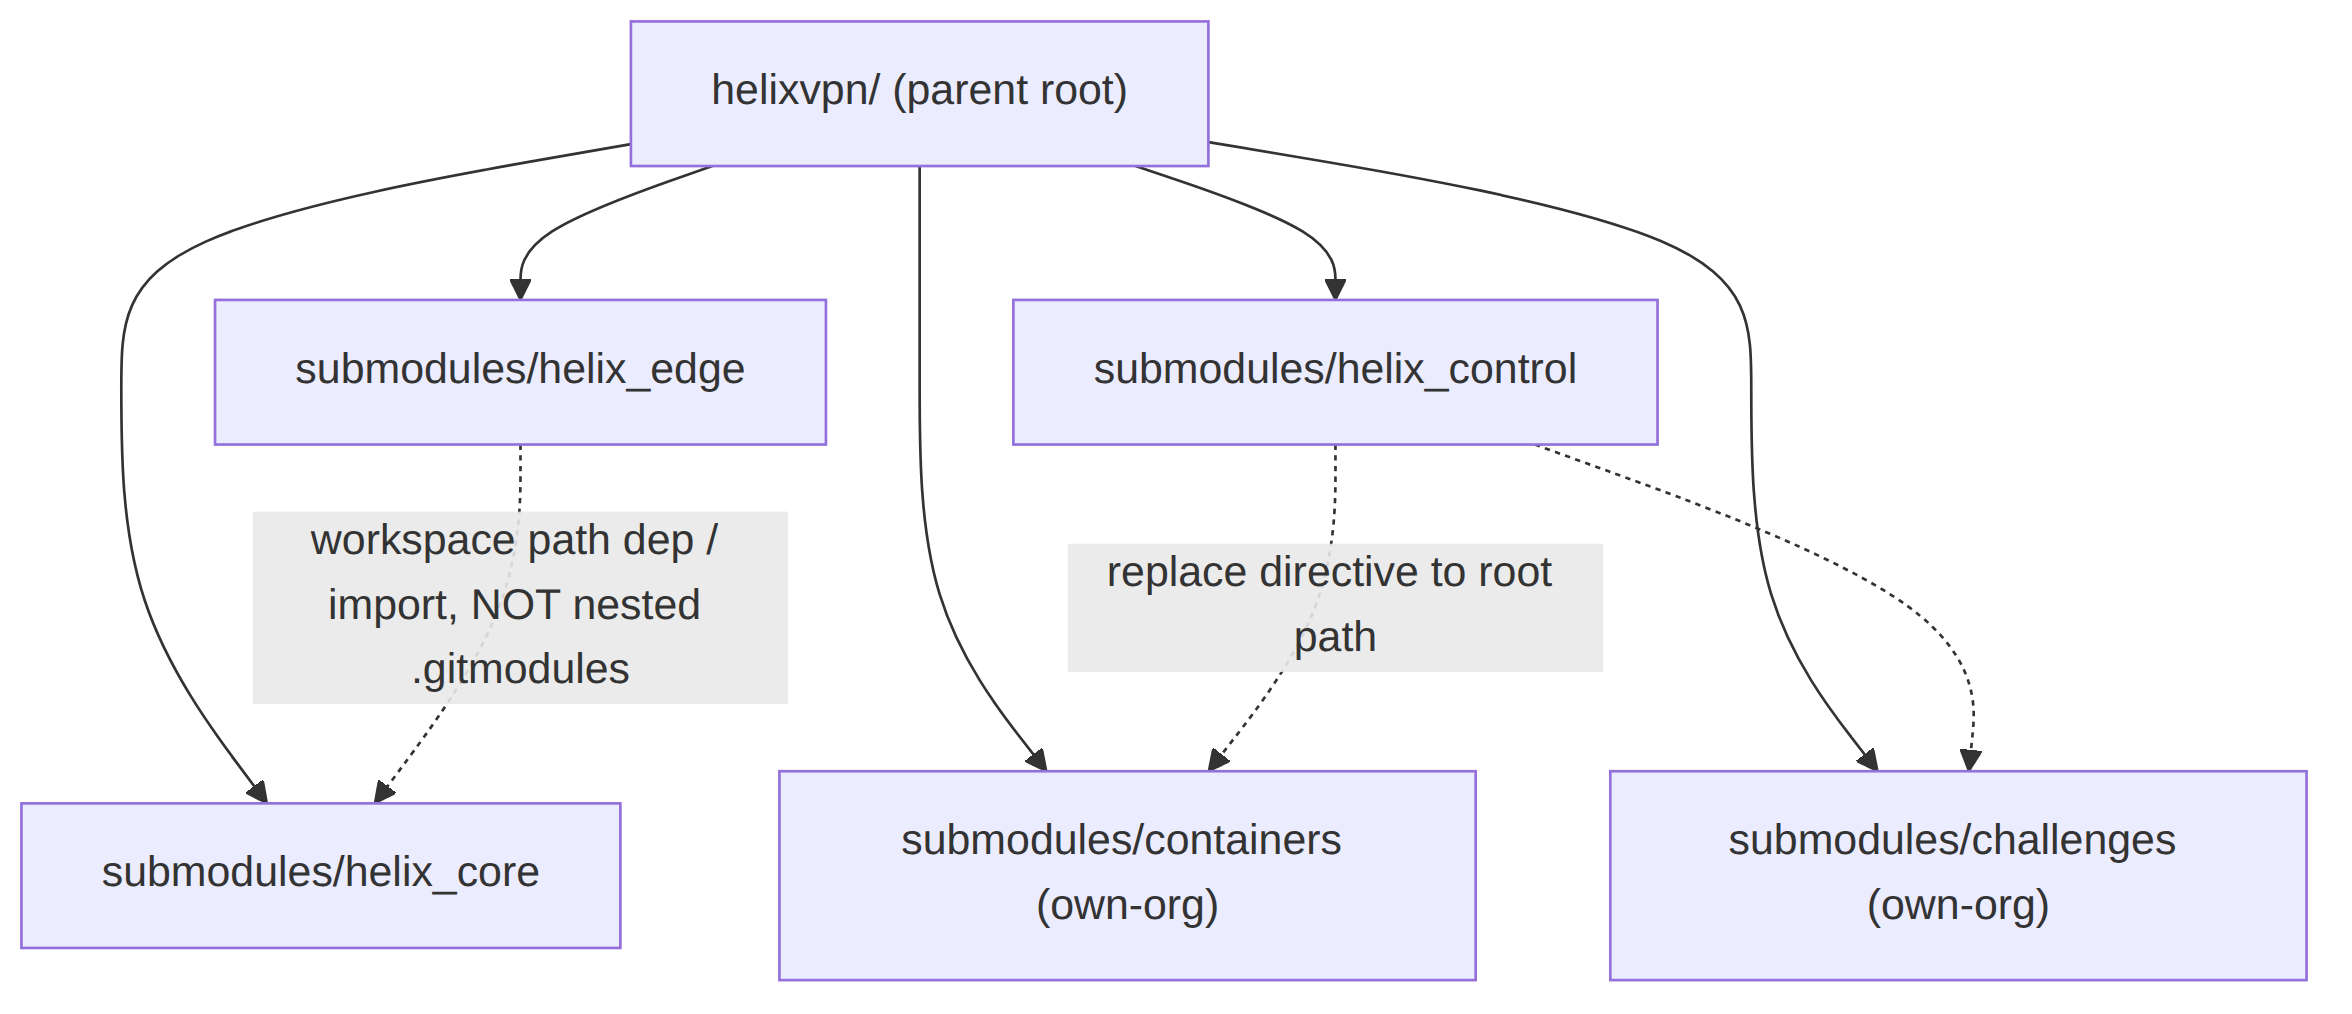 helixvpn/ (parent root)
submodules/helix_edge
submodules/helix_control
workspace path dep /
import, NOT nested
.gitmodules
replace directive to root
path
submodules/helix_core
submodules/containers
(own-org)
submodules/challenges
(own-org)